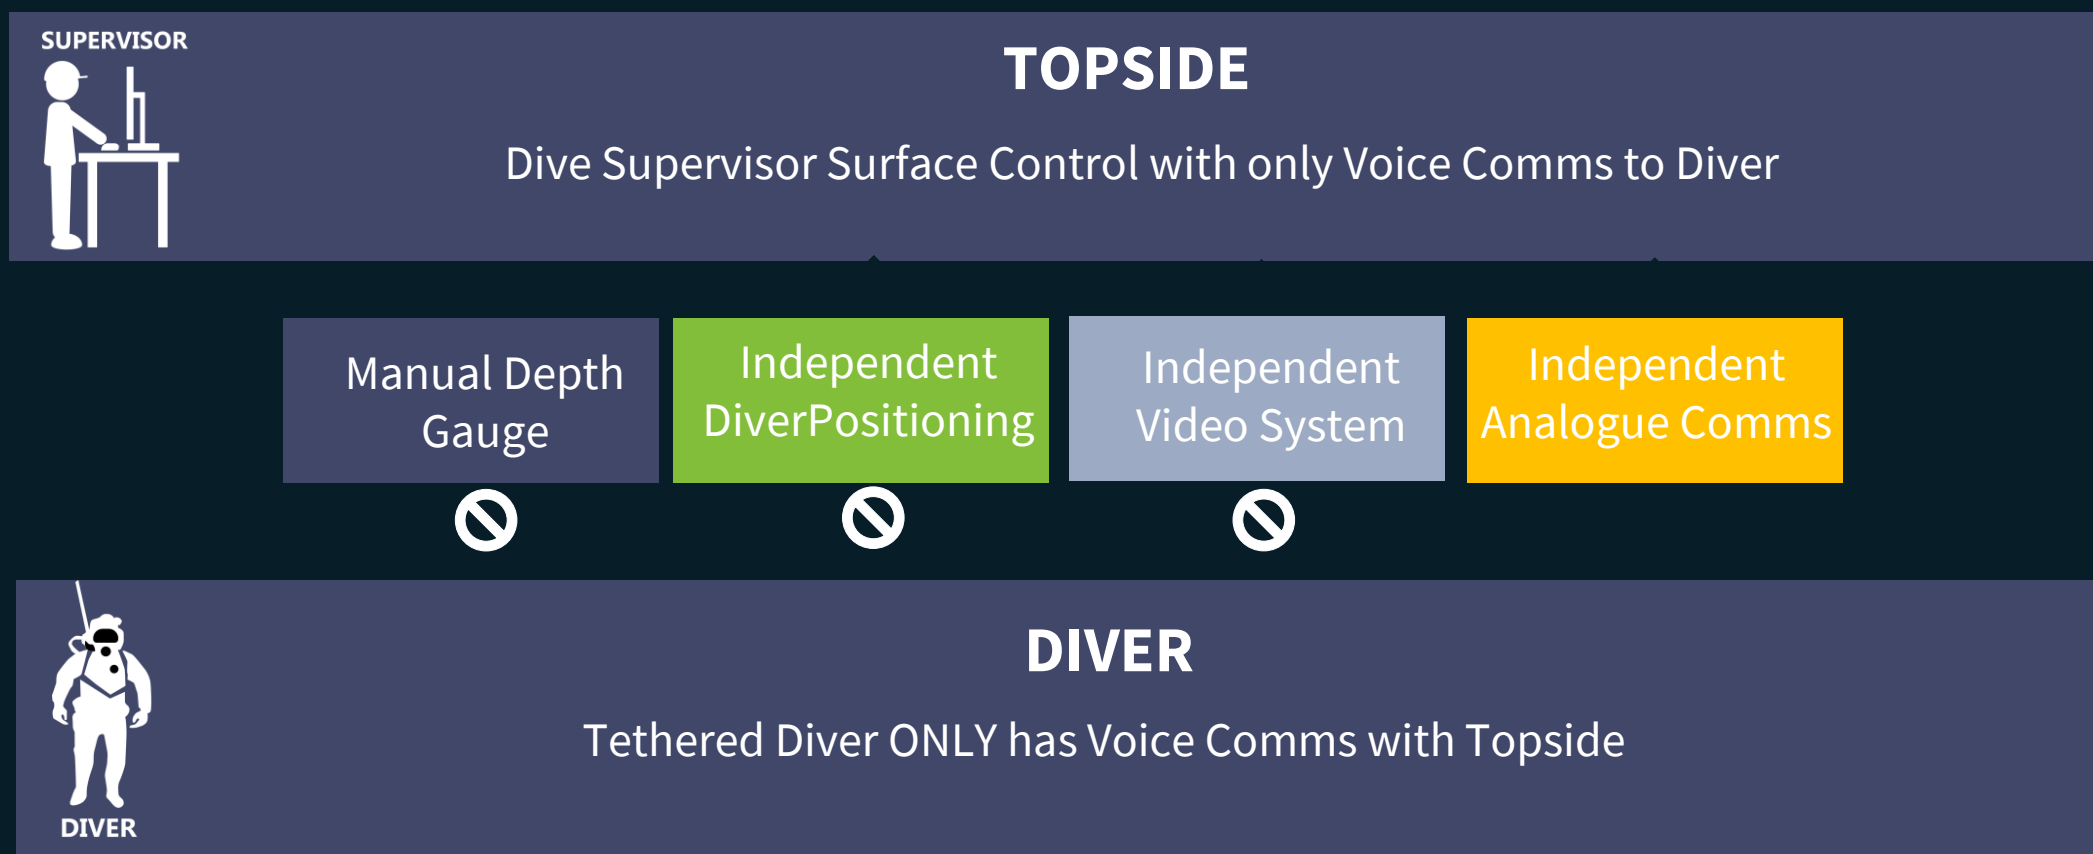 SUPERVISOR
TOPSIDE
Dive Supervisor Surface Control with only Voice Comms to Diver
Manual Depth
Gauge
Independent
DiverPositioning
Independent
Video System
Independent
Analogue Comms
DIVER
Tethered Diver ONLY has Voice Comms with Topside
DIVER